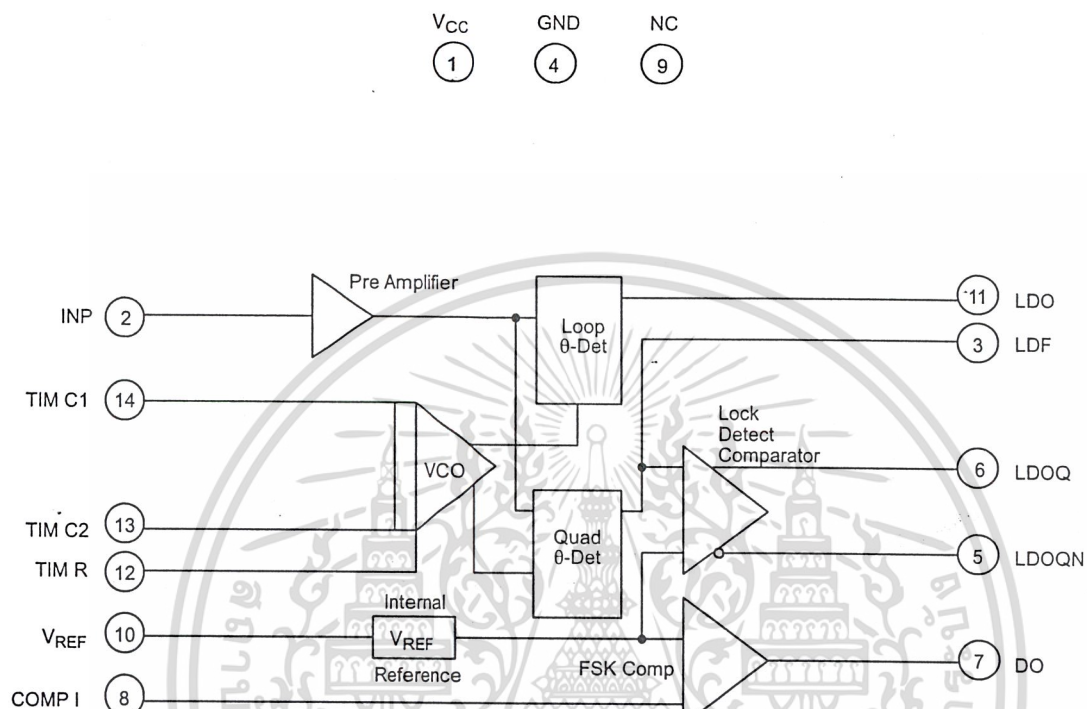 VCC GND NC
1 4 9
Pre Amplifier
INP 2
Loop
θ-Det
11 LDO
3 LDF
TIM C1 14
VCO
Lock
Detect
Comparator
6 LDOQ
TIM C2 13
Quad
θ-Det
5 LDOQN
TIM R 12
Internal
VREF 10
VREF
Reference
FSK Comp
7 DO
COMP I 8